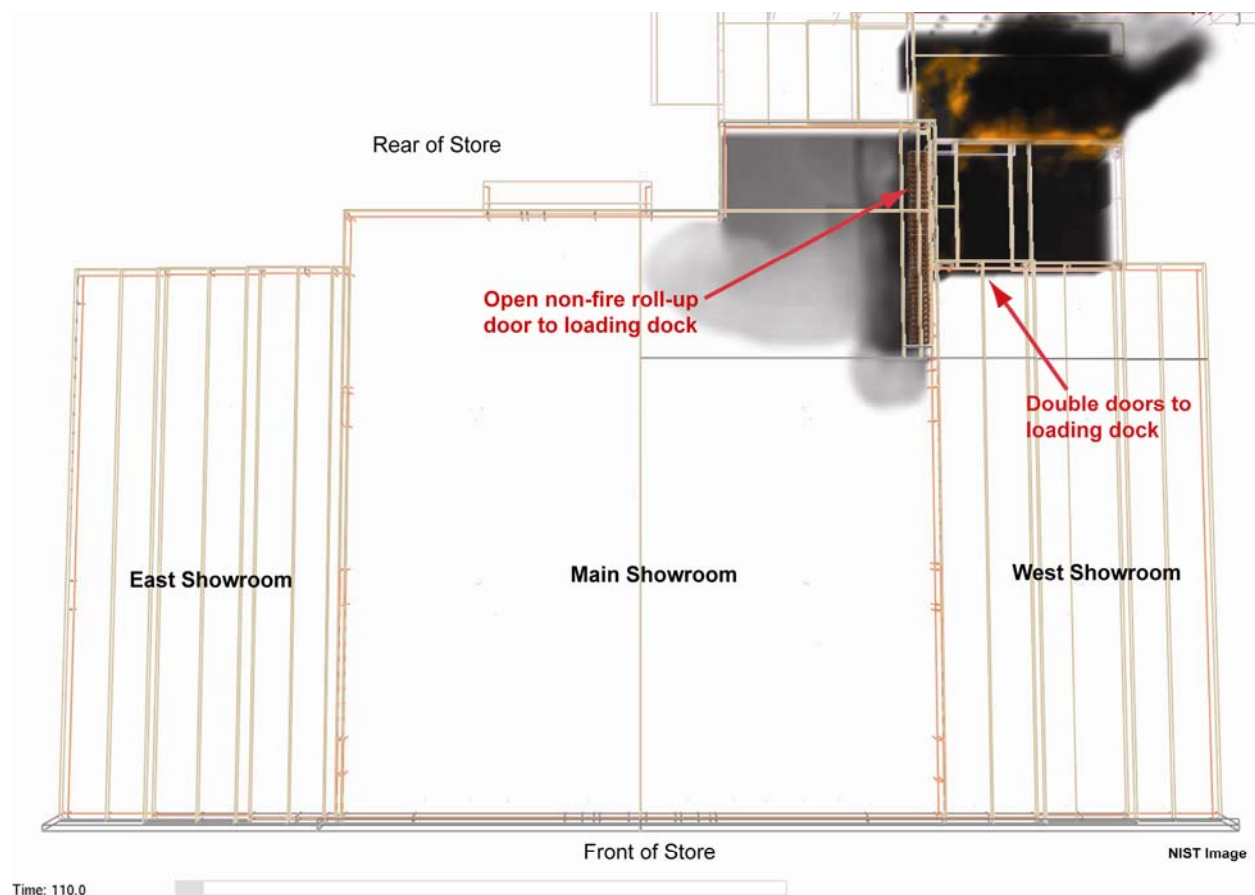 Rear of Store
Open non-fire roll-up
door to loading dock
Double doors to
loading dock
East Showroom
Main Showroom
West Showroom
Front of Store
NIST Image
Time: 110.0